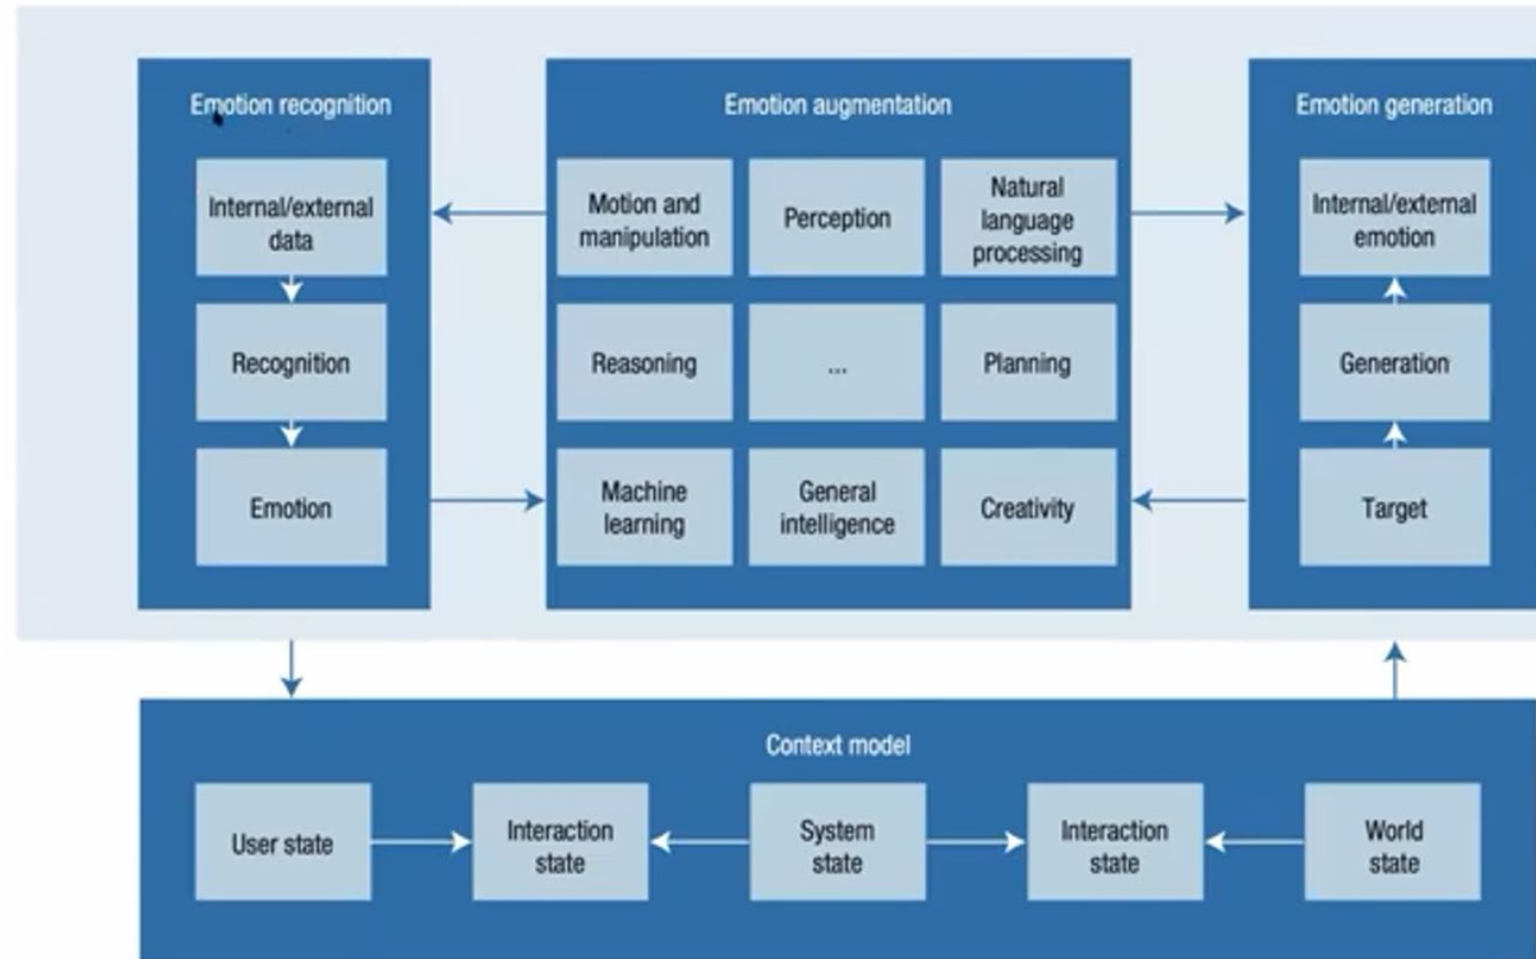 Emotion recognition
Internal/external
data
Recognition
Emotion
Emotion augmentation
Motion and
manipulation
Perception
Natural
language
processing
Reasoning
...
Planning
Machine
learning
General
intelligence
Creativity
Emotion generation
Internal/external
emotion
Generation
Target
Context model
User state
Interaction
state
System
state
Interaction
state
World
state